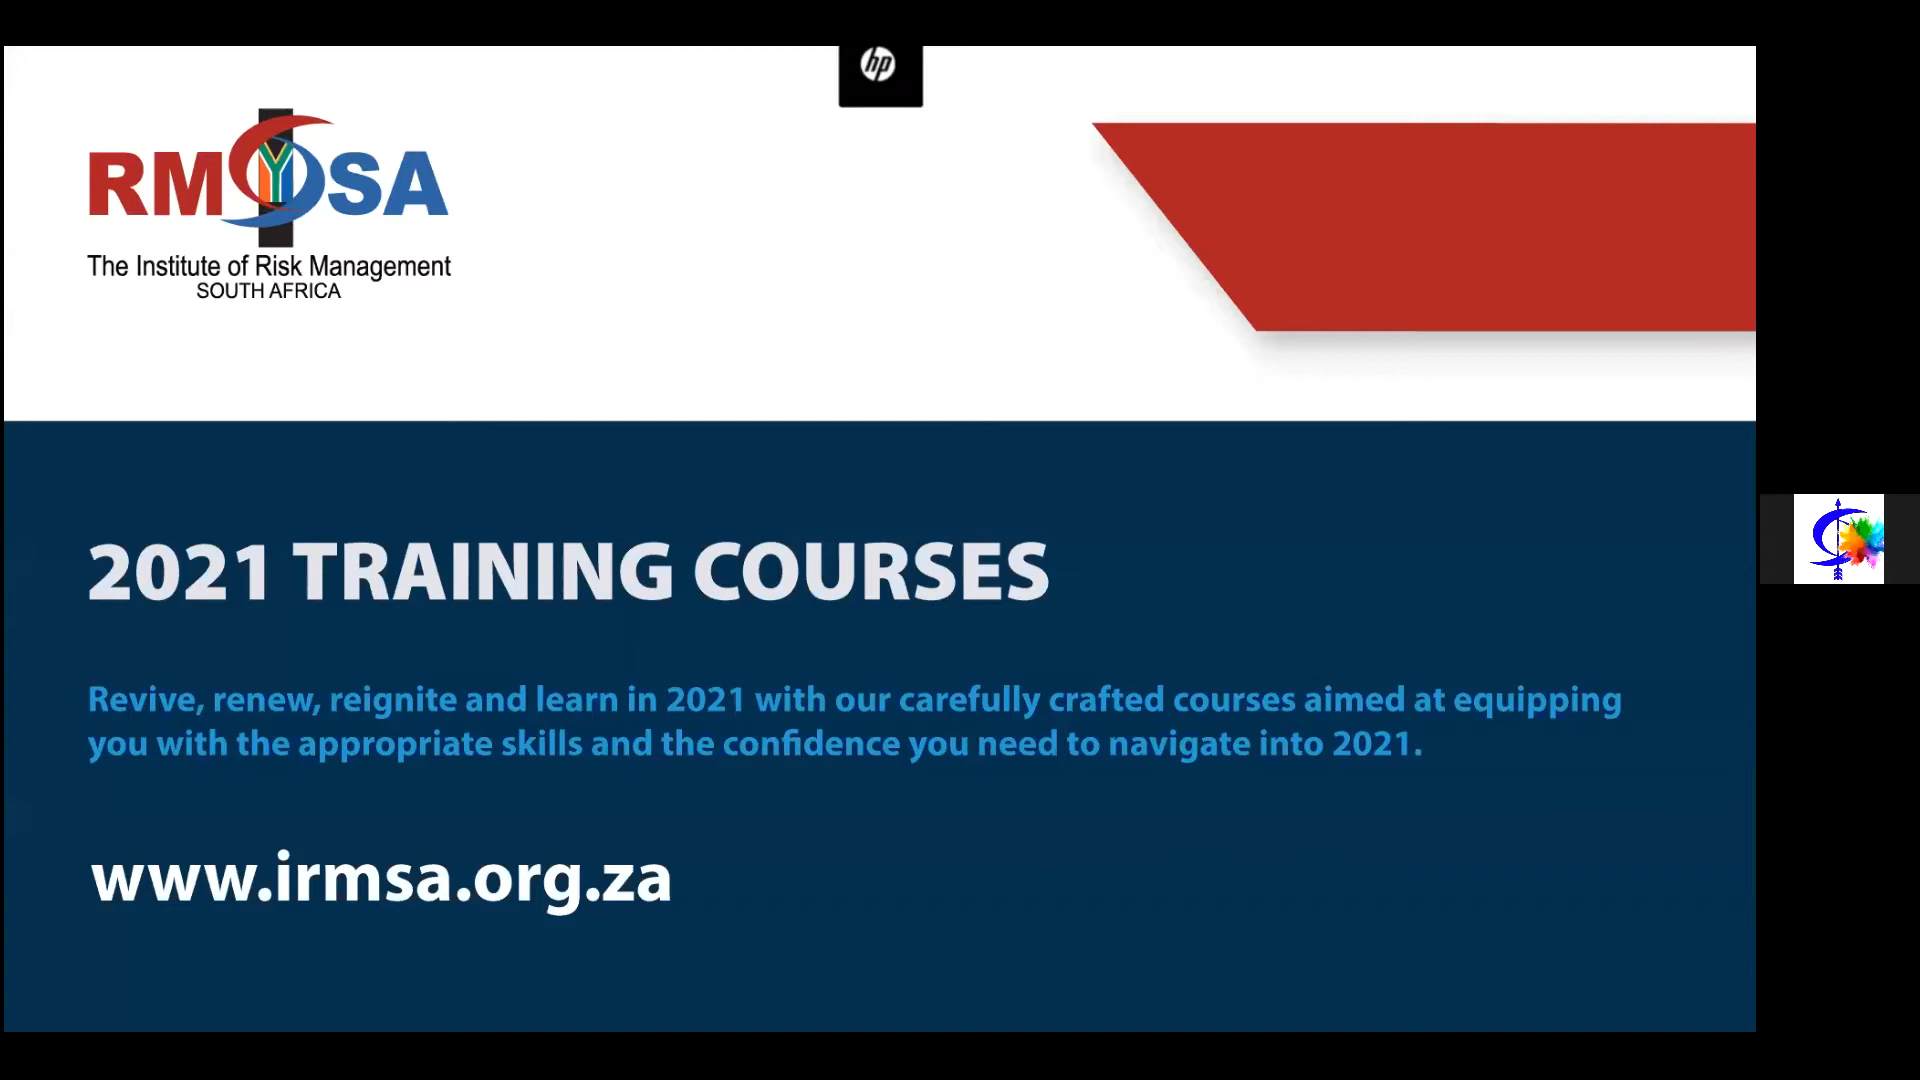 hp
RMISA
The Institute of Risk Management
SOUTH AFRICA
2021 TRAINING COURSES
Revive, renew, reignite and learn in 2021 with our carefully crafted courses aimed at equipping
you with the appropriate skills and the confidence you need to navigate into 2021.
www.irmsa.org.za